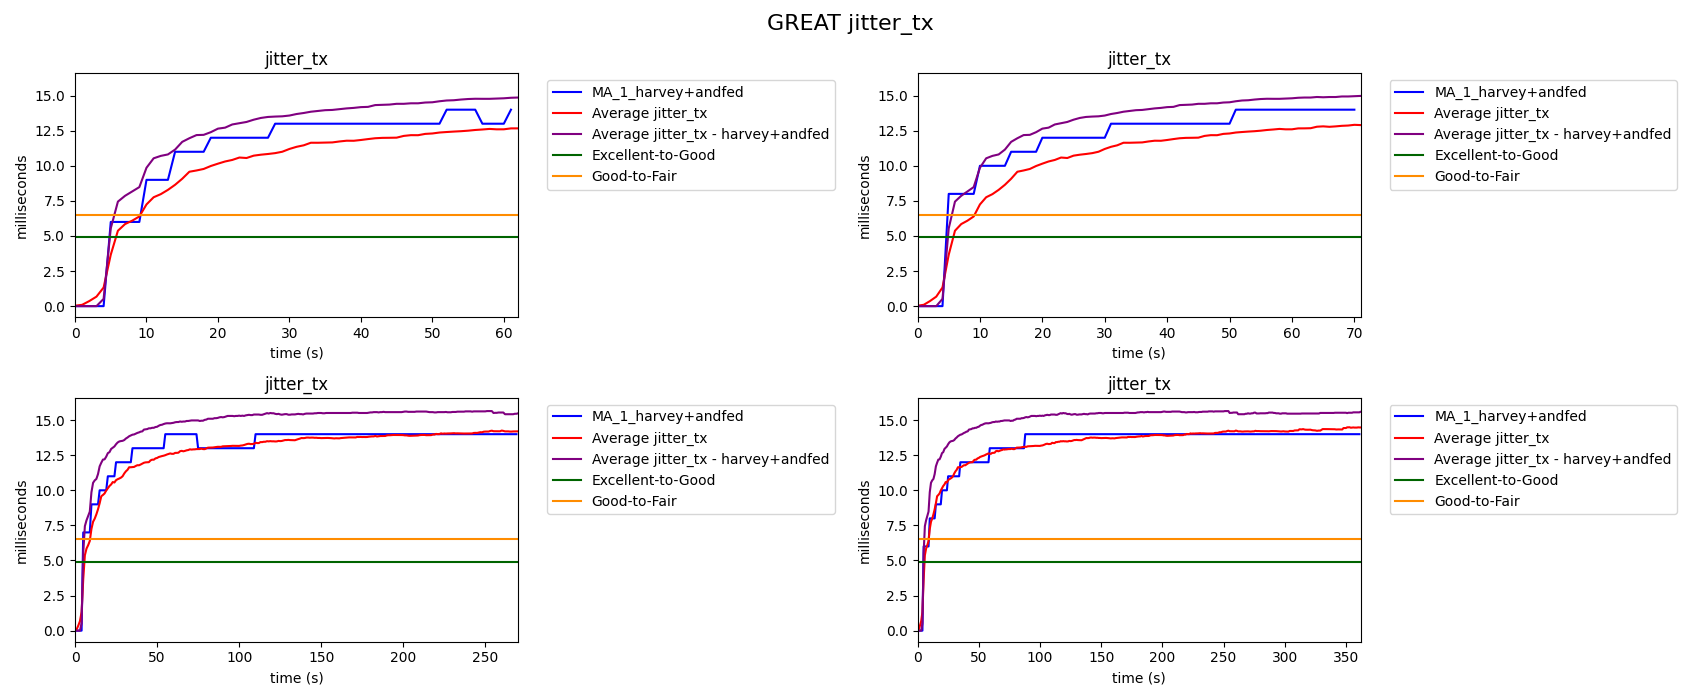 GREAT jitter_tx
jitter_tx
milliseconds
15.0
12.5
10.0
7.5
5.0
2.5
0.0
0 10 20 30 40 50 60
time (s)
MA_1_harvey+andfed
Average jitter_tx
Average jitter_tx - harvey+andfed
Excellent-to-Good
Good-to-Fair
jitter_tx
milliseconds
15.0
12.5
10.0
7.5
5.0
2.5
0.0
0 10 20 30 40 50 60 70
time (s)
MA_1_harvey+andfed
Average jitter_tx
Average jitter_tx - harvey+andfed
Excellent-to-Good
Good-to-Fair
jitter_tx
milliseconds
15.0
12.5
10.0
7.5
5.0
2.5
0.0
0 50 100 150 200 250
time (s)
MA_1_harvey+andfed
Average jitter_tx
Average jitter_tx - harvey+andfed
Excellent-to-Good
Good-to-Fair
jitter_tx
milliseconds
15.0
12.5
10.0
7.5
5.0
2.5
0.0
0 50 100 150 200 250 300 350
time (s)
MA_1_harvey+andfed
Average jitter_tx
Average jitter_tx - harvey+andfed
Excellent-to-Good
Good-to-Fair